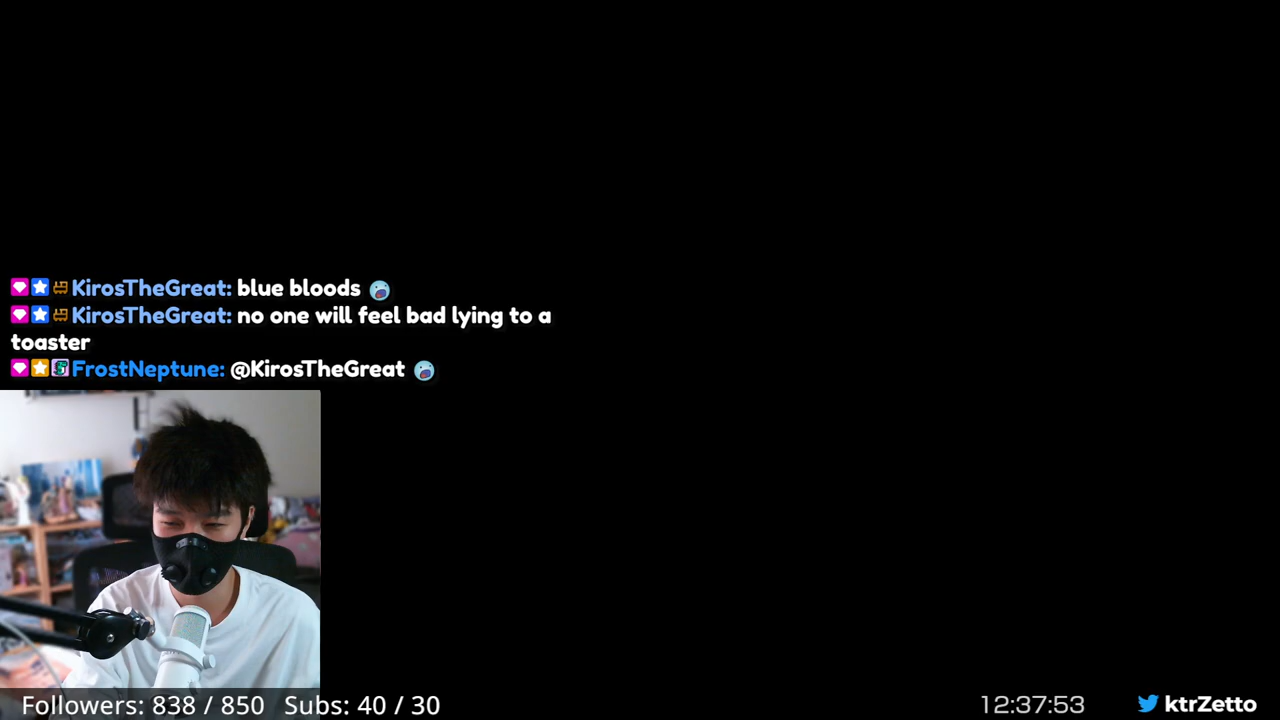 KirosTheGreat: blue bloods
KirosTheGreat: no one will feel bad lying to a
toaster
FrostNeptune: @KirosTheGreat
Followers: 838 / 850 Subs: 40 / 30
12:37:53
ktrZetto